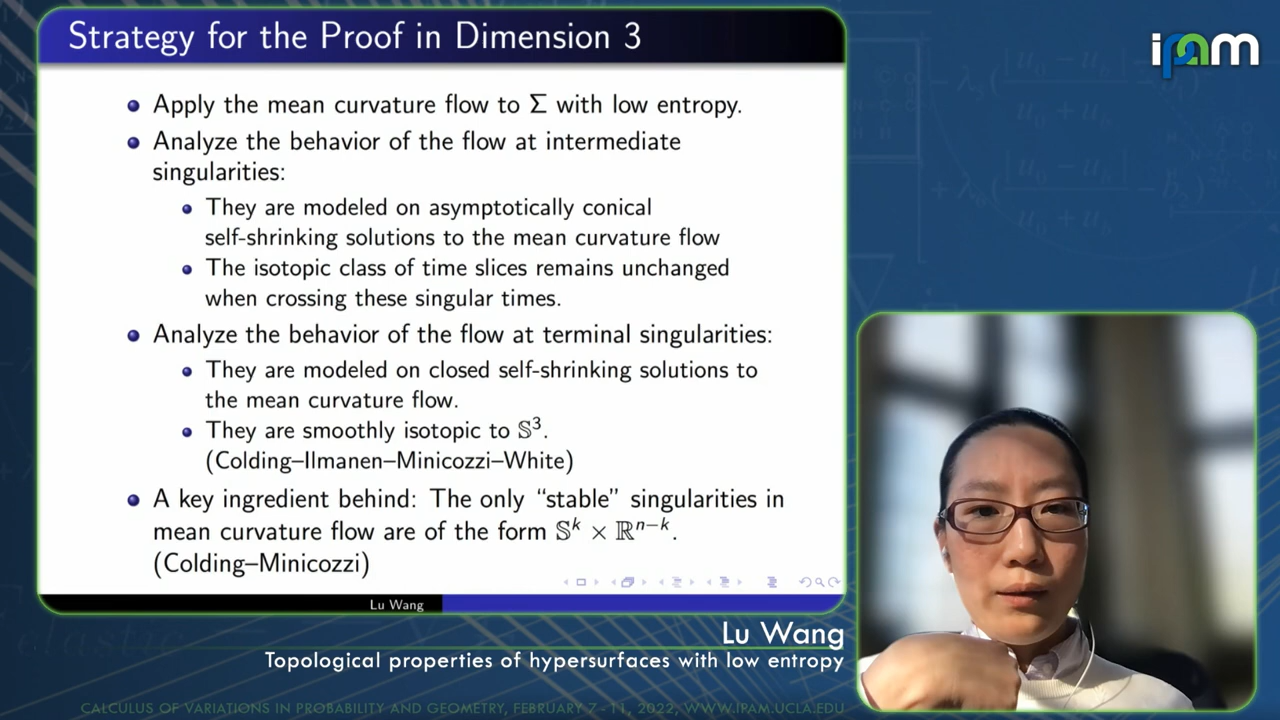 Strategy for the Proof in Dimension 3
ipam
Apply the mean curvature flow to Σ with low entropy.
Analyze the behavior of the flow at intermediate
singularities:
They are modeled on asymptotically conical
self-shrinking solutions to the mean curvature flow
The isotopic class of time slices remains unchanged
when crossing these singular times.
Analyze the behavior of the flow at terminal singularities:
They are modeled on closed self-shrinking solutions to
the mean curvature flow.
They are smoothly isotopic to 𝕊³.
(Colding–Ilmanen–Minicozzi–White)
A key ingredient behind: The only “stable” singularities in
mean curvature flow are of the form 𝕊ᵏ × ℝⁿ⁻ᵏ.
(Colding–Minicozzi)
Lu Wang
Lu Wang
Topological properties of hypersurfaces with low entropy
CALCULUS OF VARIATIONS IN PROBABILITY AND GEOMETRY, FEBRUARY 7 - 11, 2022, WWW.IPAM.UCLA.EDU